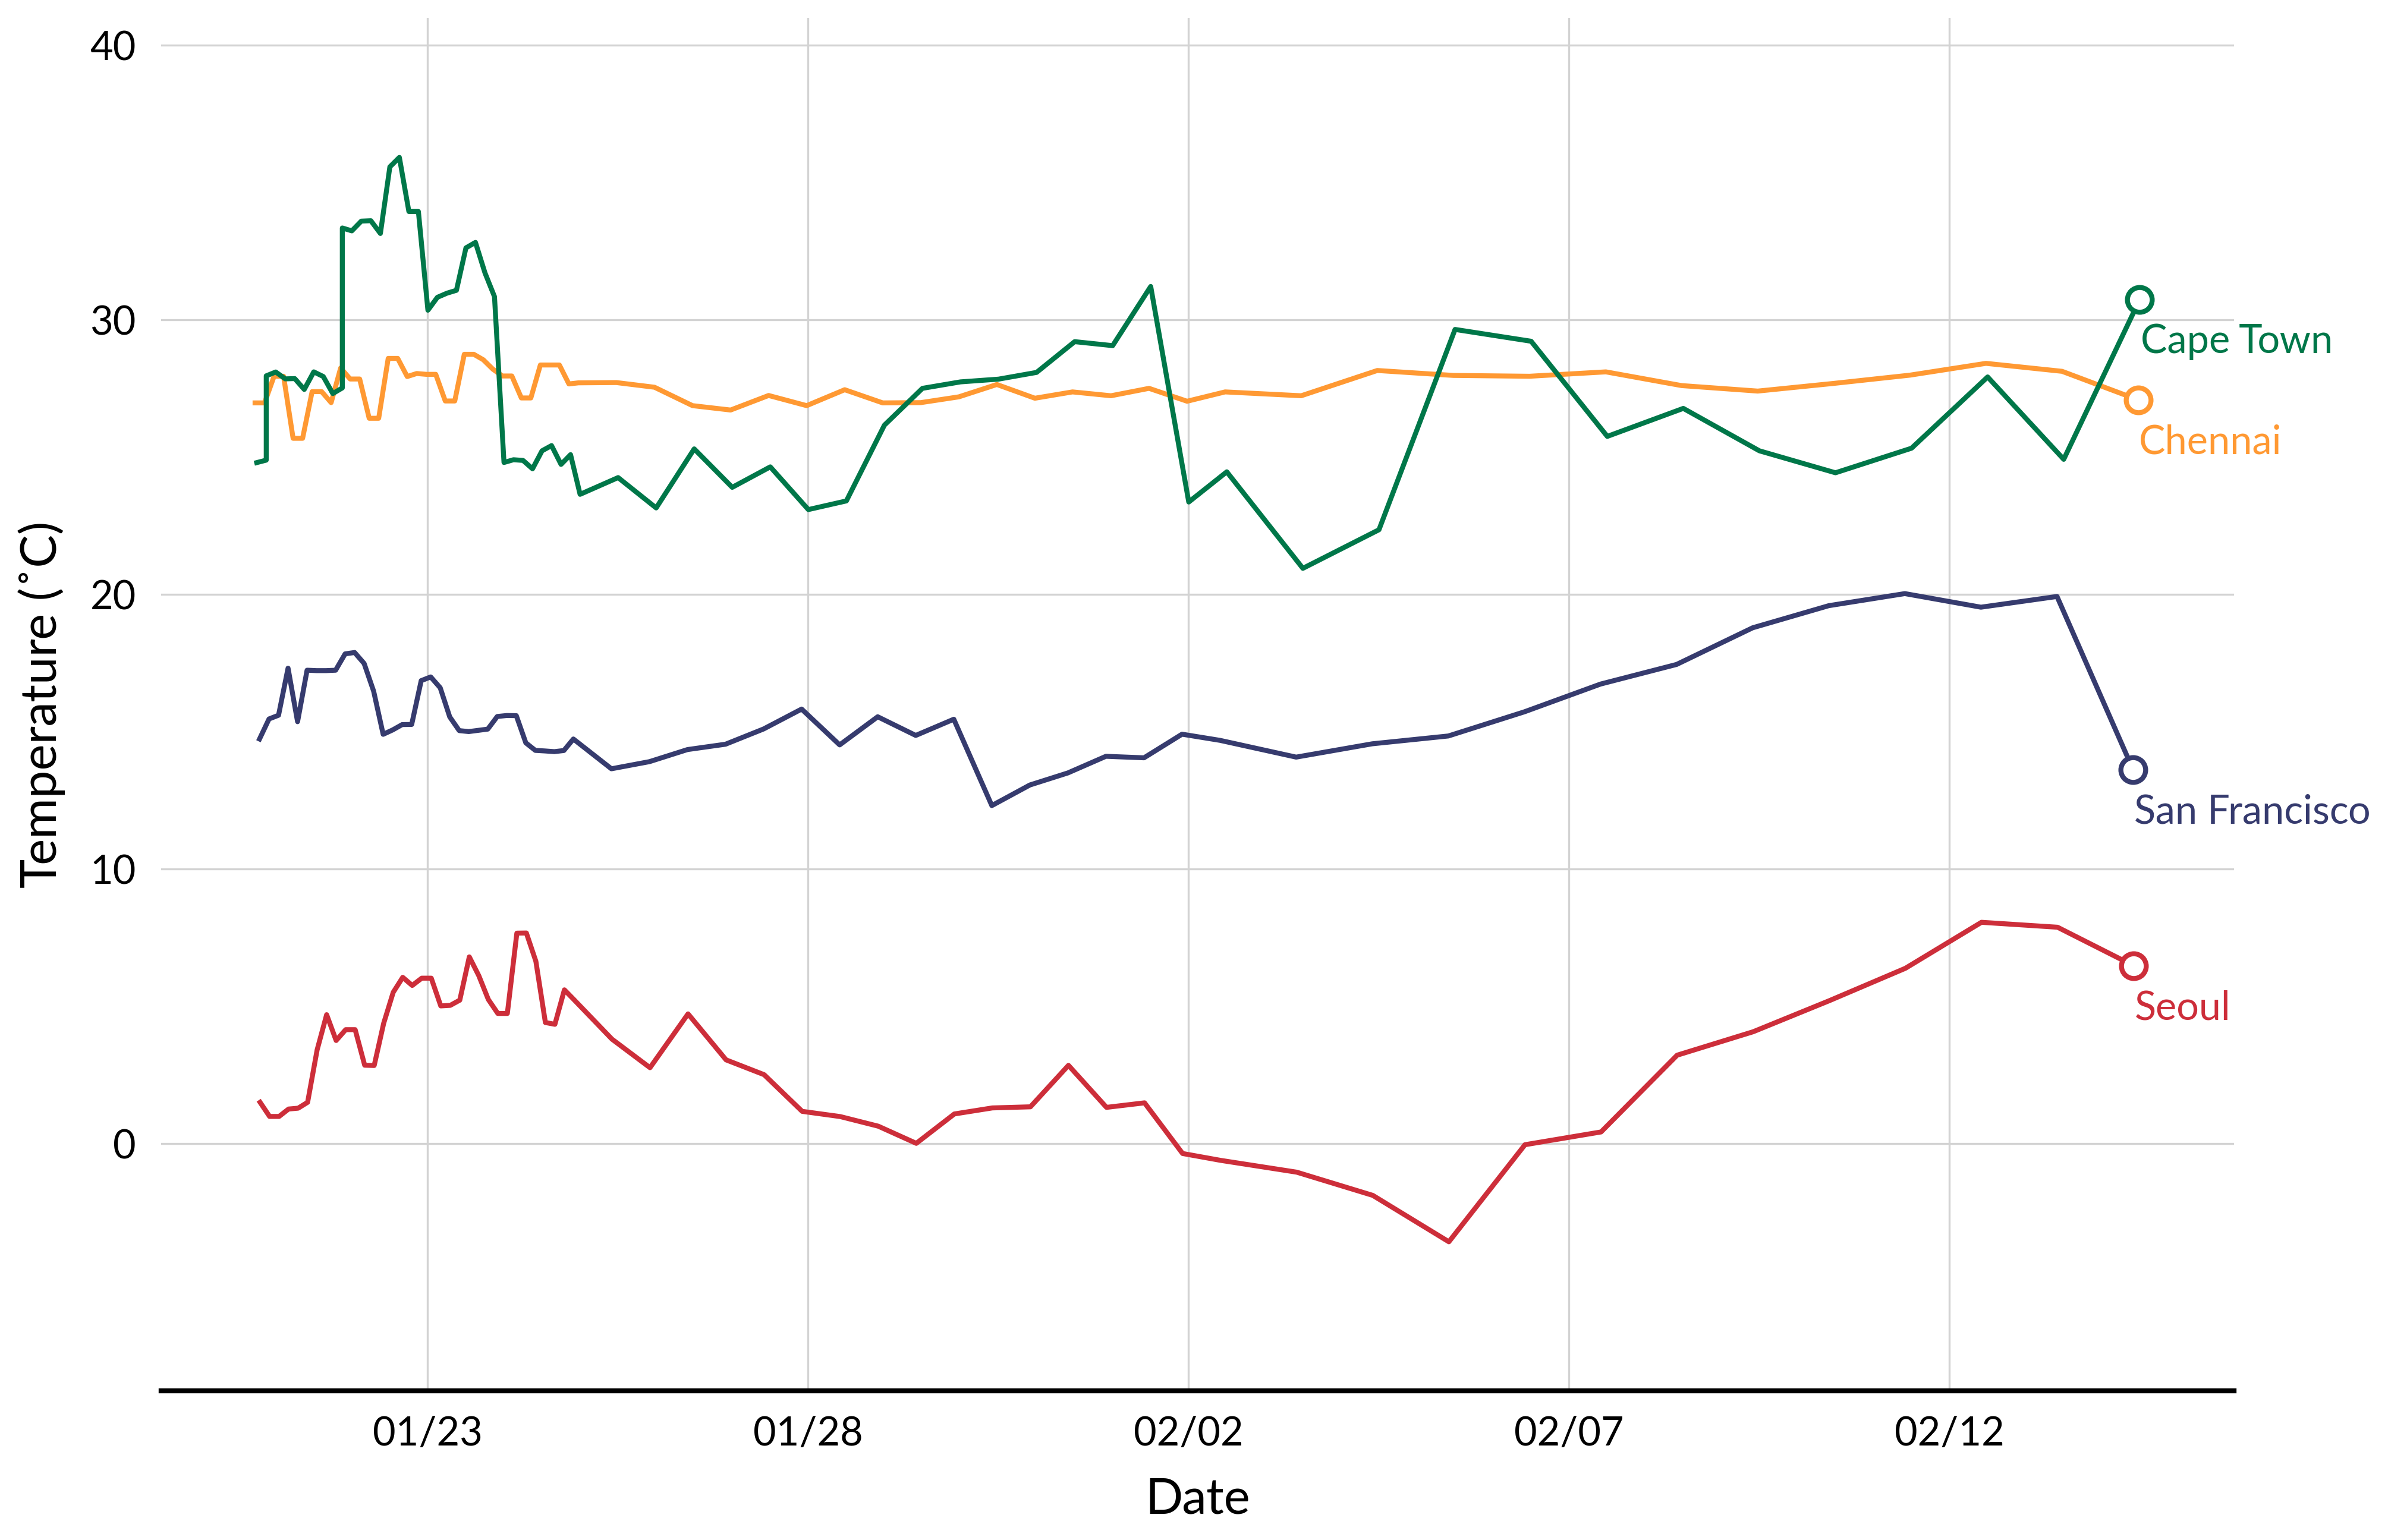 40
30
20
10
0
Temperature (˚C)
Cape Town
Chennai
San Francisco
Seoul
01/23
01/28
02/02
02/07
02/12
Date